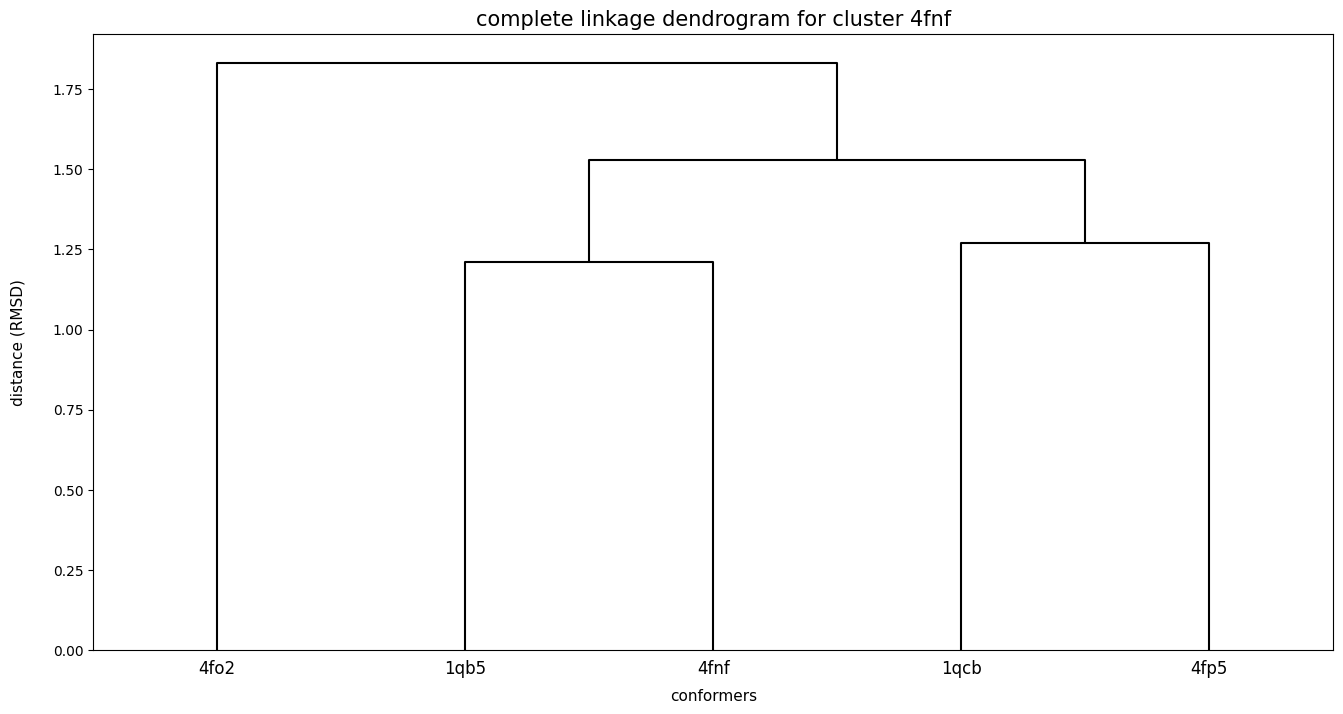 complete linkage dendrogram for cluster 4fnf
1.75
1.50
1.25
1.00
0.75
0.50
0.25
0.00
distance (RMSD)
4fo2 1qb5 4fnf 1qcb 4fp5
conformers